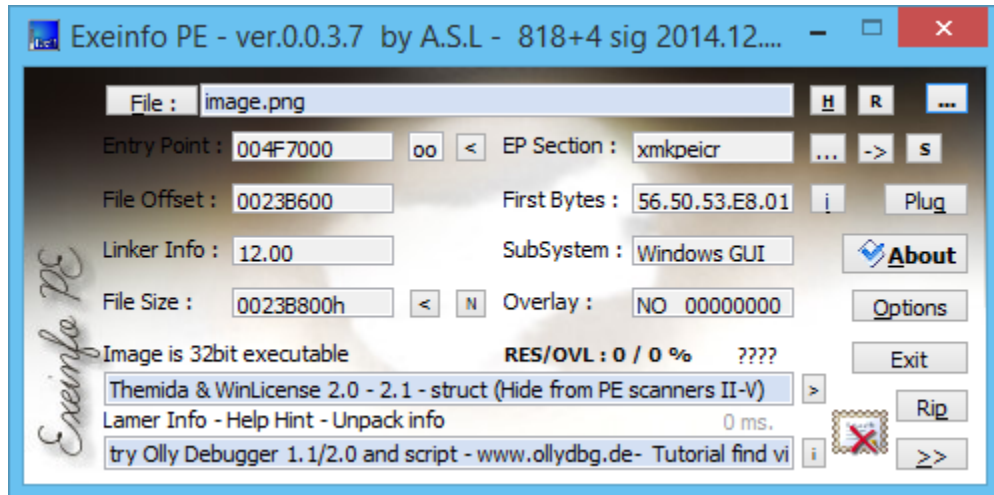 Exeinfo PE - ver.0.0.3.7 by A.S.L - 818+4 sig 2014.12....
File : image.png H R ...
Entry Point : 004F7000 oo < EP Section : xmkpeicr ... -> S
File Offset : 0023B600 First Bytes : 56.50.53.E8.01 i Plug
Linker Info : 12.00 SubSystem : Windows GUI About
File Size : 0023B800h < N Overlay : NO 00000000 Options
Image is 32bit executable RES/OVL : 0 / 0 % ???? Exit
Themida & WinLicense 2.0 - 2.1 - struct (Hide from PE scanners II-V) >
Lamer Info - Help Hint - Unpack info 0 ms. Rip
try Olly Debugger 1.1/2.0 and script - www.ollydbg.de- Tutorial find vi i >>
Exeinfo PE